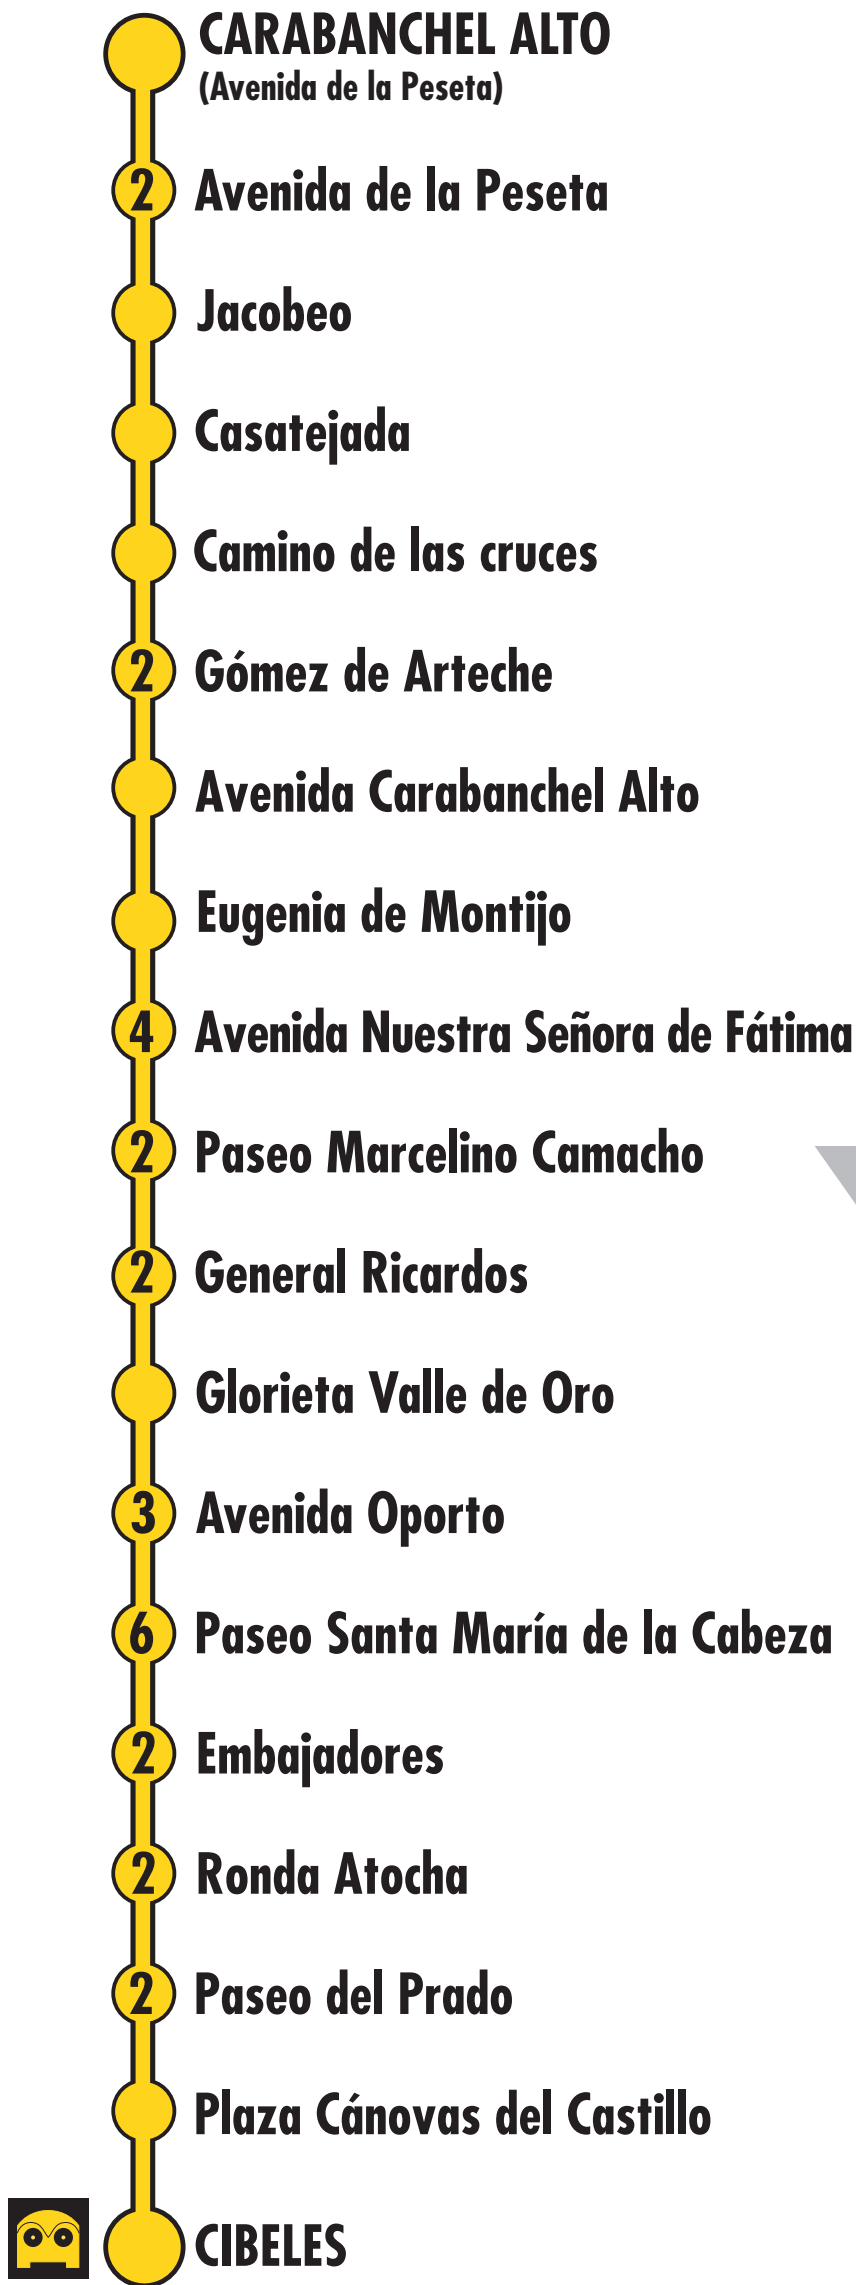 CARABANCHEL ALTO
(Avenida de la Peseta)
2 Avenida de la Peseta
Jacobeo
Casatejada
Camino de las cruces
2 Gómez de Arteche
Avenida Carabanchel Alto
Eugenia de Montijo
4 Avenida Nuestra Señora de Fátima
2 Paseo Marcelino Camacho
2 General Ricardos
Glorieta Valle de Oro
3 Avenida Oporto
6 Paseo Santa María de la Cabeza
2 Embajadores
2 Ronda Atocha
2 Paseo del Prado
Plaza Cánovas del Castillo
CIBELES